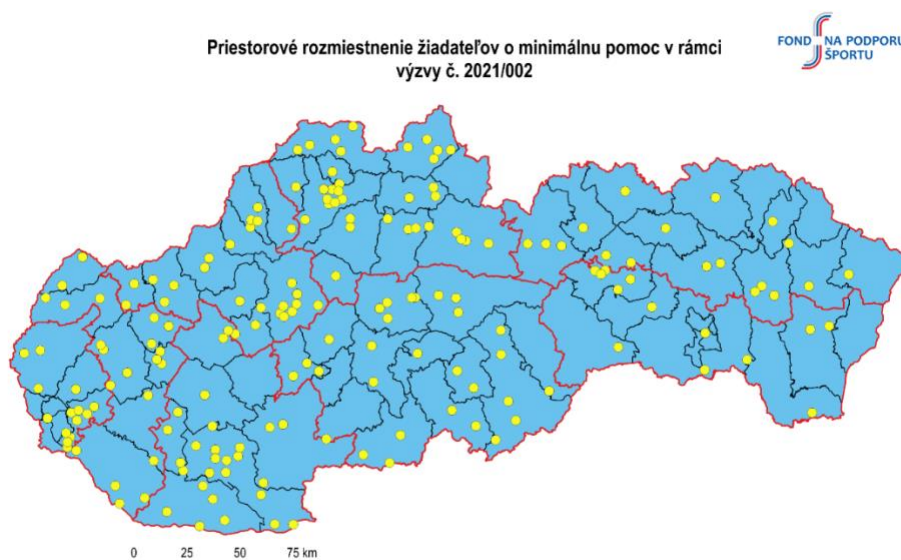 Priestorové rozmiestnenie žiadateľov o minimálnu pomoc v rámci
výzvy č. 2021/002
FOND NA PODPORU
ŠPORTU
0 25 50 75 km